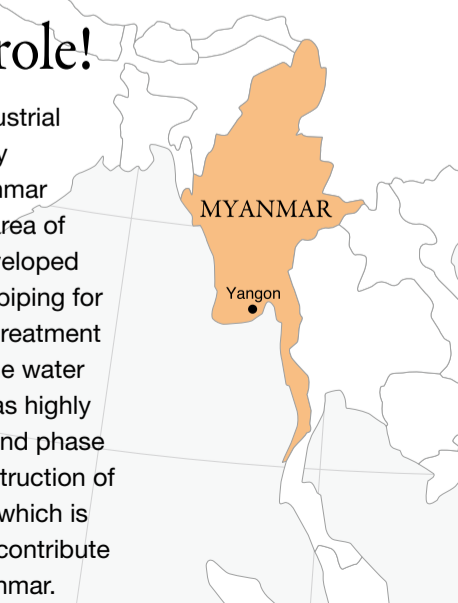 role!
ustrial
y
nmar
rea of
veloped
piping for
reatment
e water
as highly
nd phase
truction of
which is
contribute
nmar.
MYANMAR
Yangon